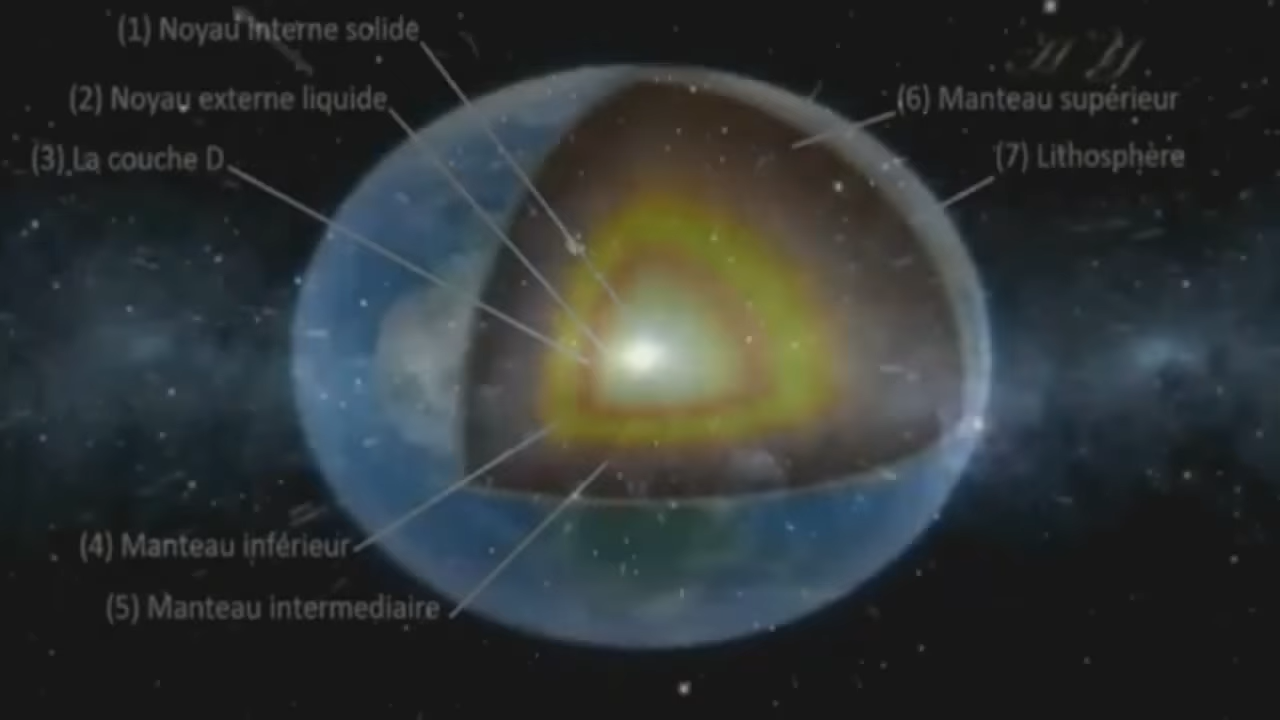 (1) Noyau Interne solide
(2) Noyau externe liquide
(3) La couche D
(4) Manteau inférieur
(5) Manteau intermediaire
(6) Manteau supérieur
(7) Lithosphère